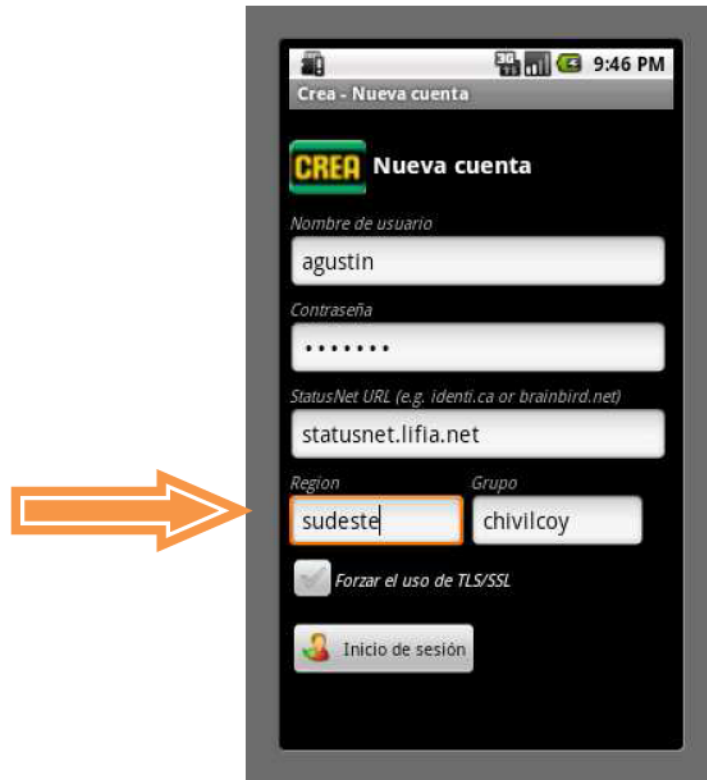 3G
9:46 PM
Crea - Nueva cuenta
CREA Nueva cuenta
Nombre de usuario
agustin
Contraseña
•••••••
StatusNet URL (e.g. identi.ca or brainbird.net)
statusnet.lifia.net
Region Grupo
sudeste chivilcoy
Forzar el uso de TLS/SSL
Inicio de sesión